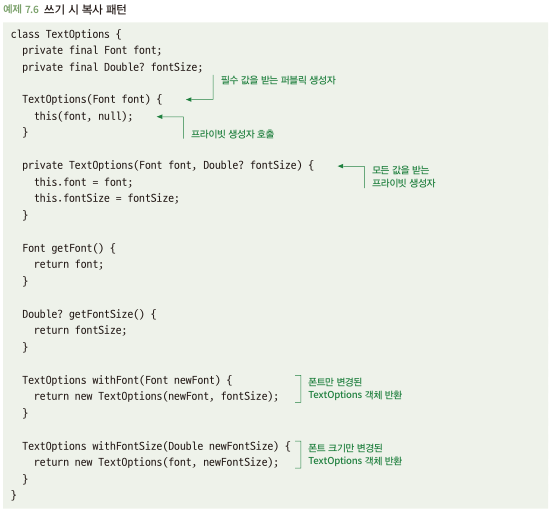 예제 7.6 쓰기 시 복사 패턴
class TextOptions {
  private final Font font;
  private final Double? fontSize;
필수 값을 받는 퍼블릭 생성자
  TextOptions(Font font) {
    this(font, null);
프라이빗 생성자 호출
  }
  private TextOptions(Font font, Double? fontSize) {
모든 값을 받는
프라이빗 생성자
    this.font = font;
    this.fontSize = fontSize;
  }
  Font getFont() {
    return font;
  }
  Double? getFontSize() {
    return fontSize;
  }
  TextOptions withFont(Font newFont) {
    return new TextOptions(newFont, fontSize);
폰트만 변경된
TextOptions 객체 반환
  }
  TextOptions withFontSize(Double newFontSize) {
    return new TextOptions(font, newFontSize);
폰트 크기만 변경된
TextOptions 객체 반환
  }
}